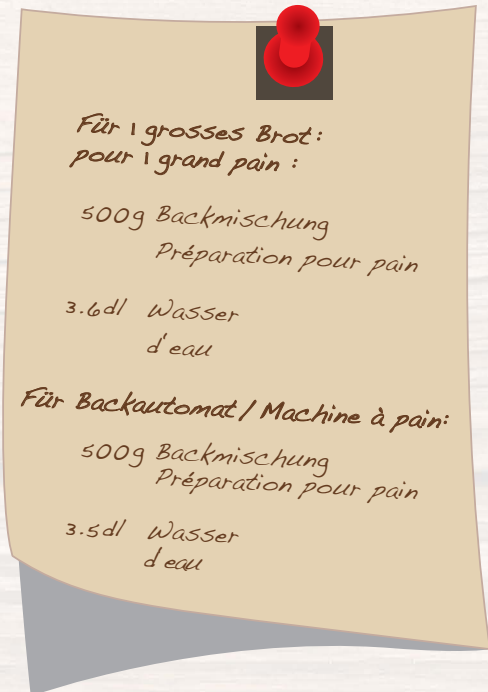 Für 1 grosses Brot:
pour 1 grand pain :
500g Backmischung
Préparation pour pain
3.6dl Wasser
d'eau
Für Backautomat/Machine à pain:
500g Backmischung
Préparation pour pain
3.5dl Wasser
d'eau